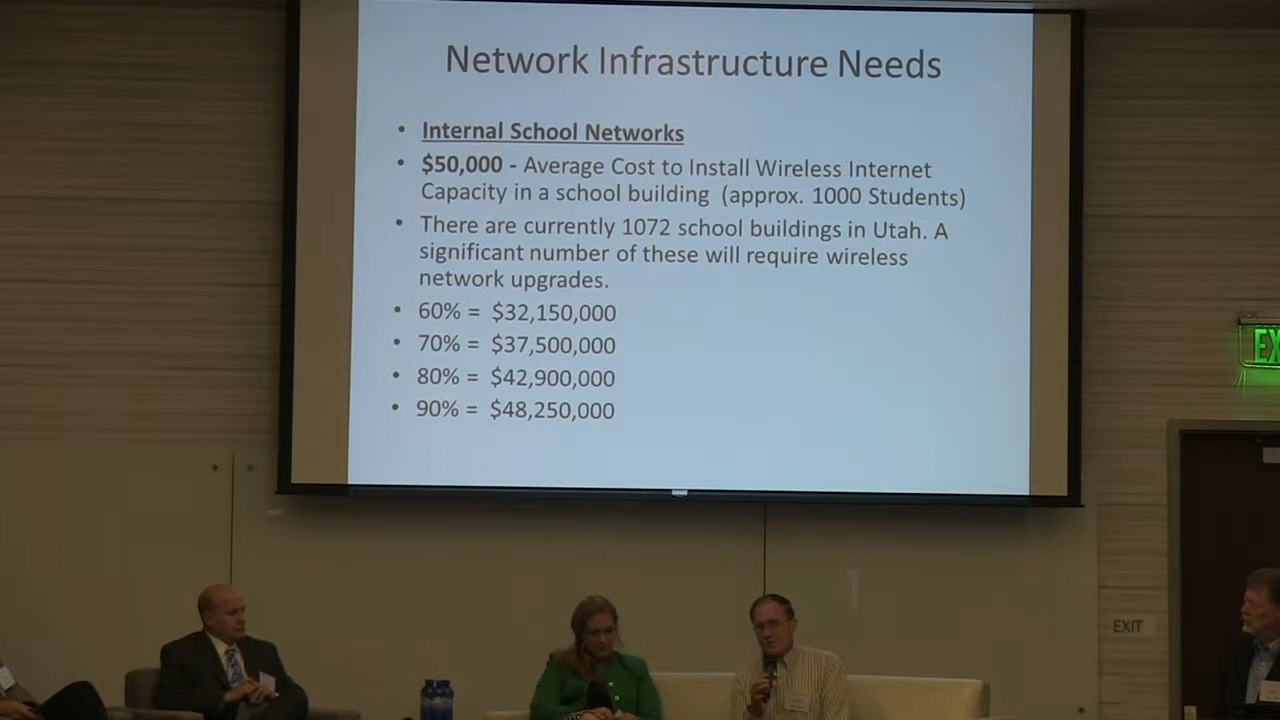 Network Infrastructure Needs
• Internal School Networks
• $50,000 - Average Cost to Install Wireless Internet
Capacity in a school building (approx. 1000 Students)
• There are currently 1072 school buildings in Utah. A
significant number of these will require wireless
network upgrades.
• 60% = $32,150,000
• 70% = $37,500,000
• 80% = $42,900,000
• 90% = $48,250,000
EX
EXIT